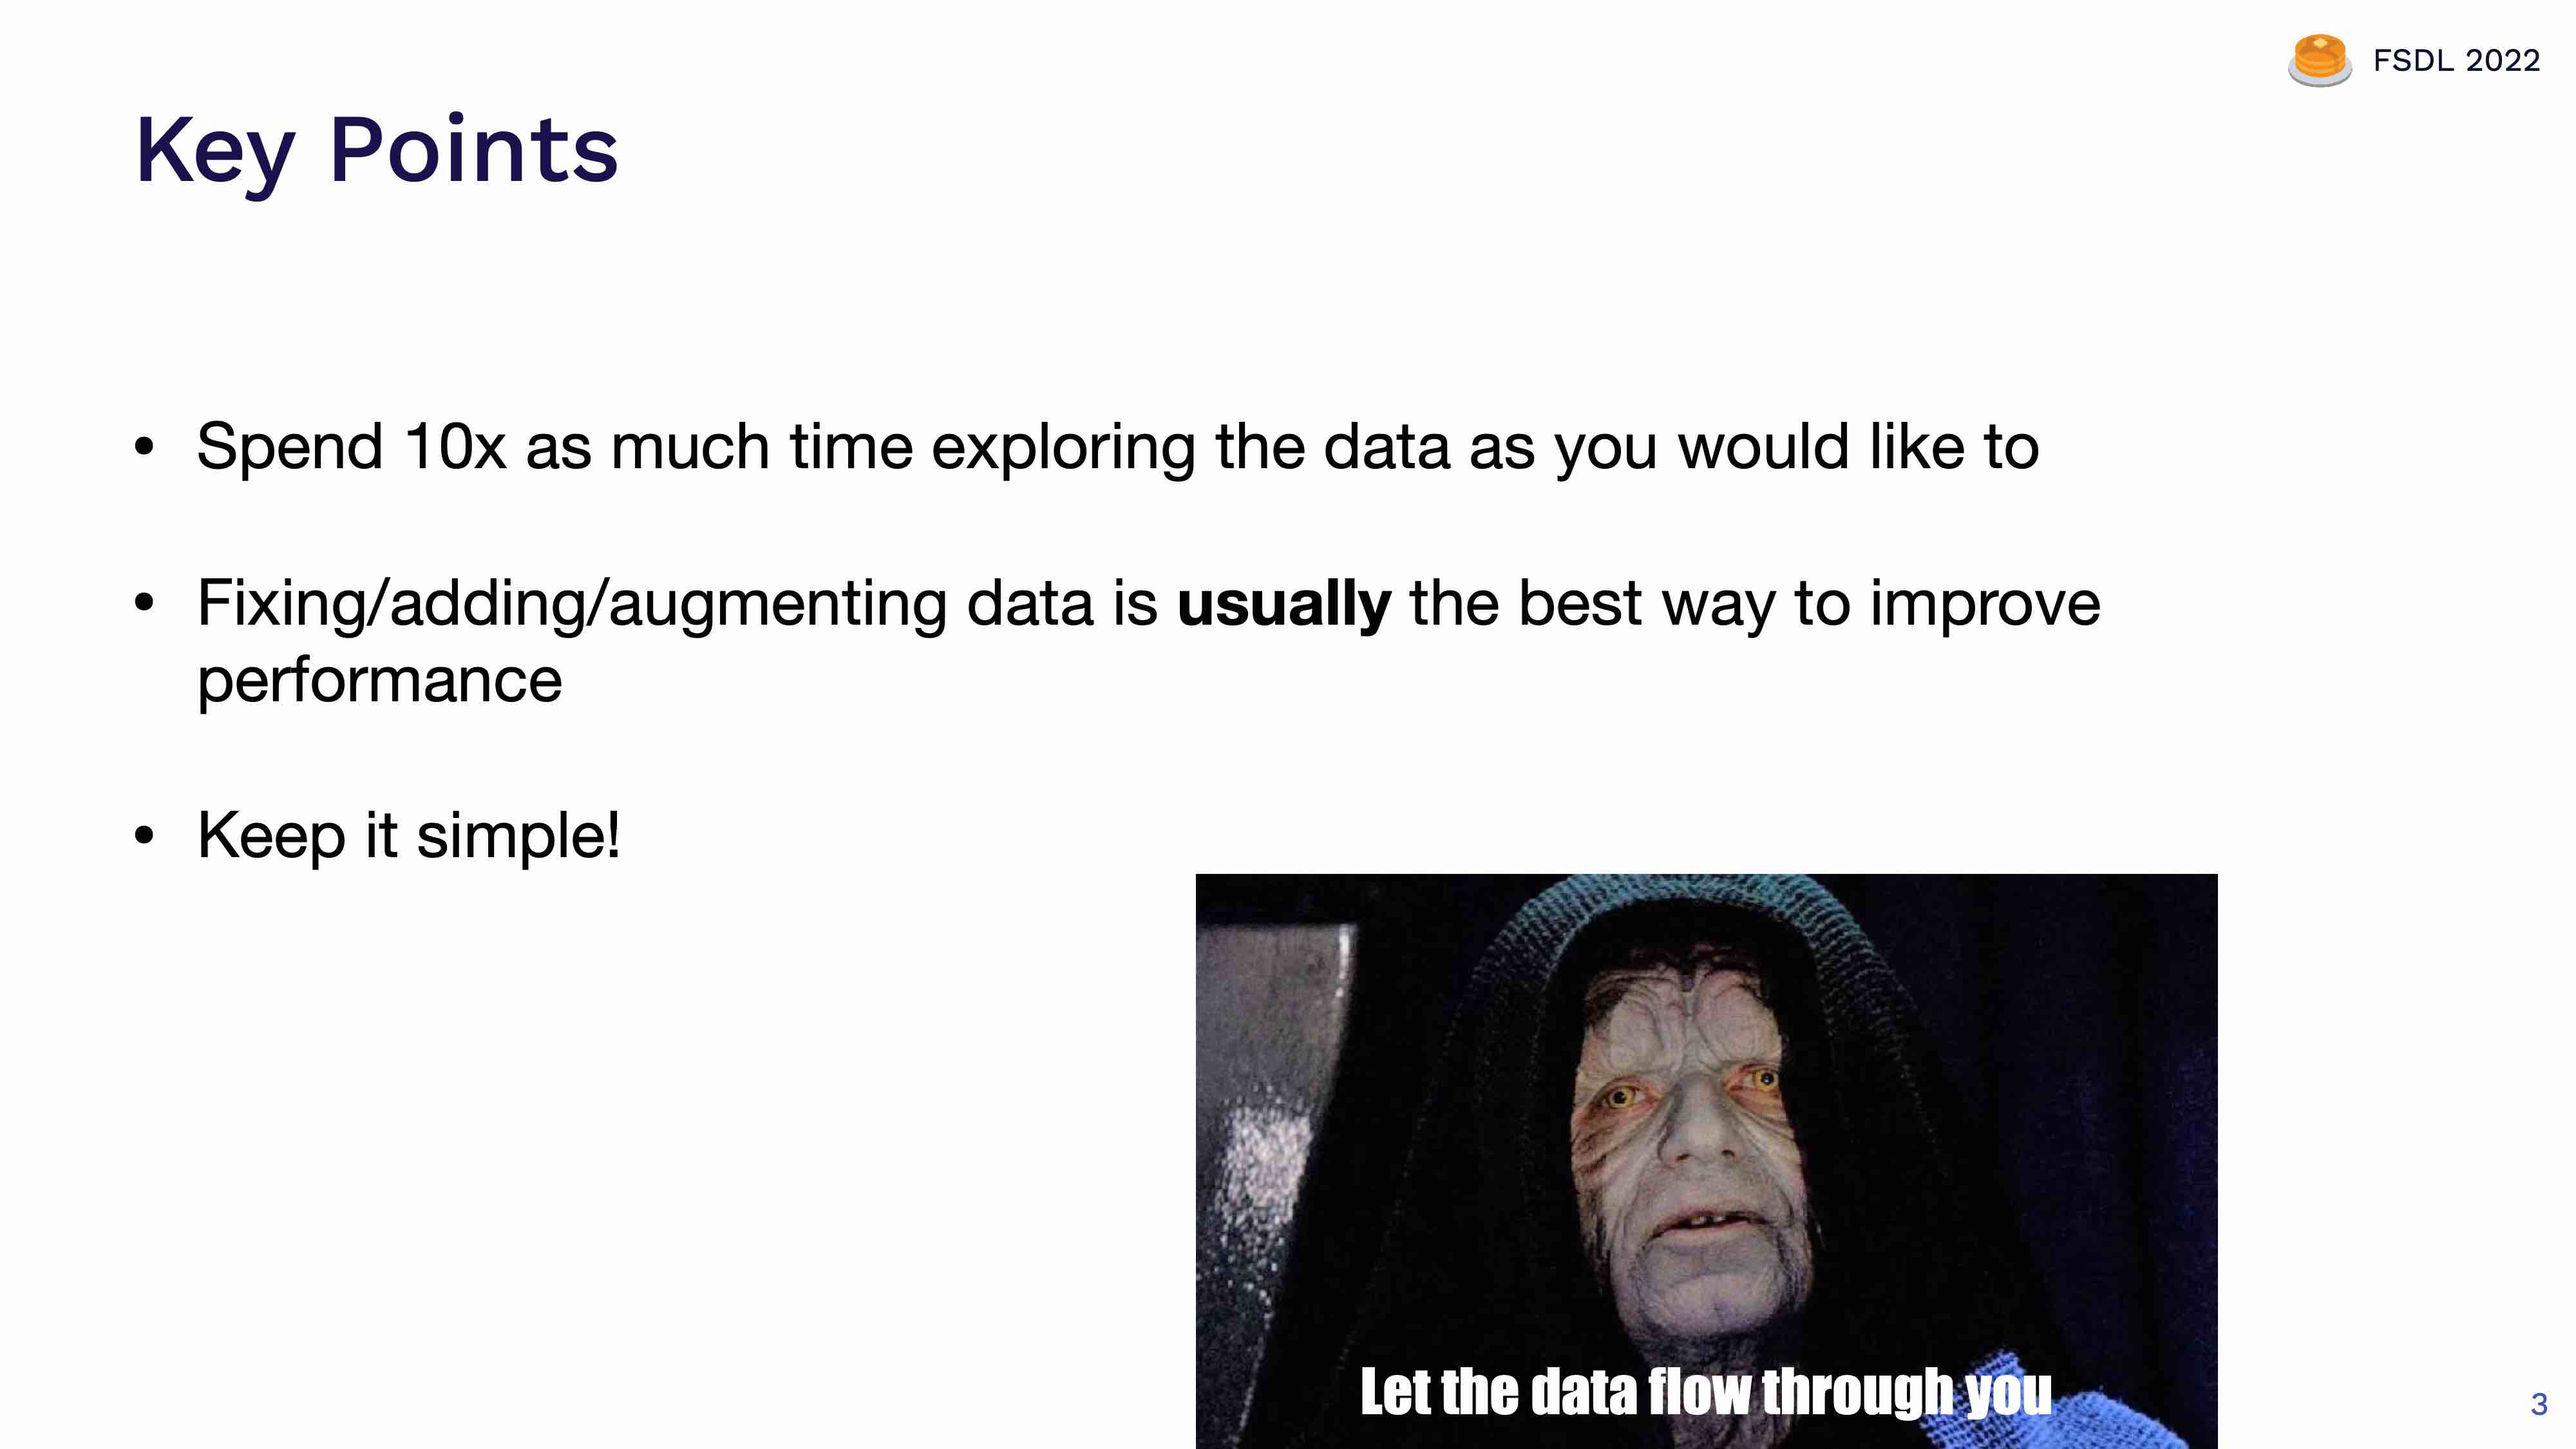 FSDL 2022
Key Points
• Spend 10x as much time exploring the data as you would like to
• Fixing/adding/augmenting data is usually the best way to improve
performance
• Keep it simple!
Let the data flow through you
3